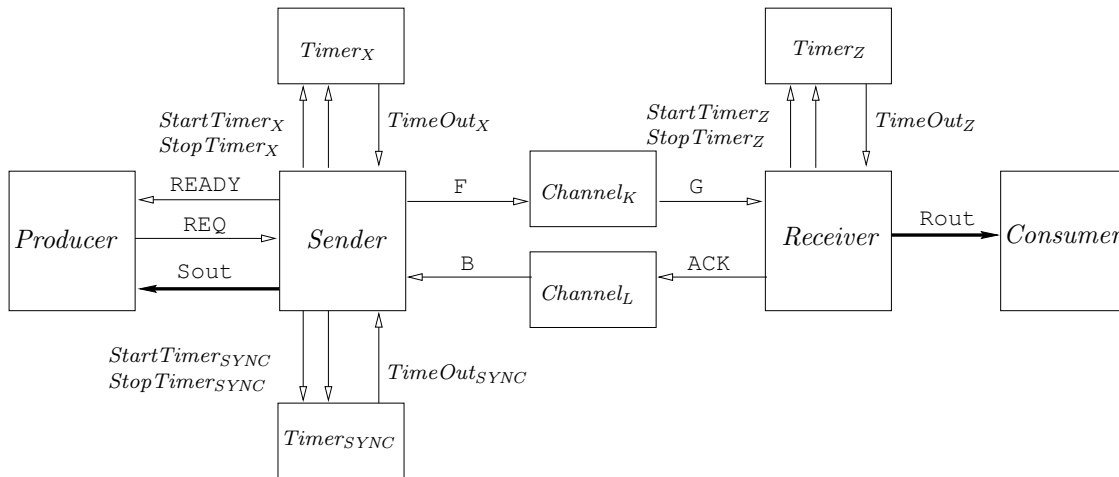 Timer_X
Timer_Z
StartTimer_X
StopTimer_X
TimeOut_X
StartTimer_Z
StopTimer_Z
TimeOut_Z
READY
F
Channel_K
G
Producer
REQ
Sender
Receiver
Rout
Consumer
Sout
B
Channel_L
ACK
StartTimer_SYNC
StopTimer_SYNC
TimeOut_SYNC
Timer_SYNC